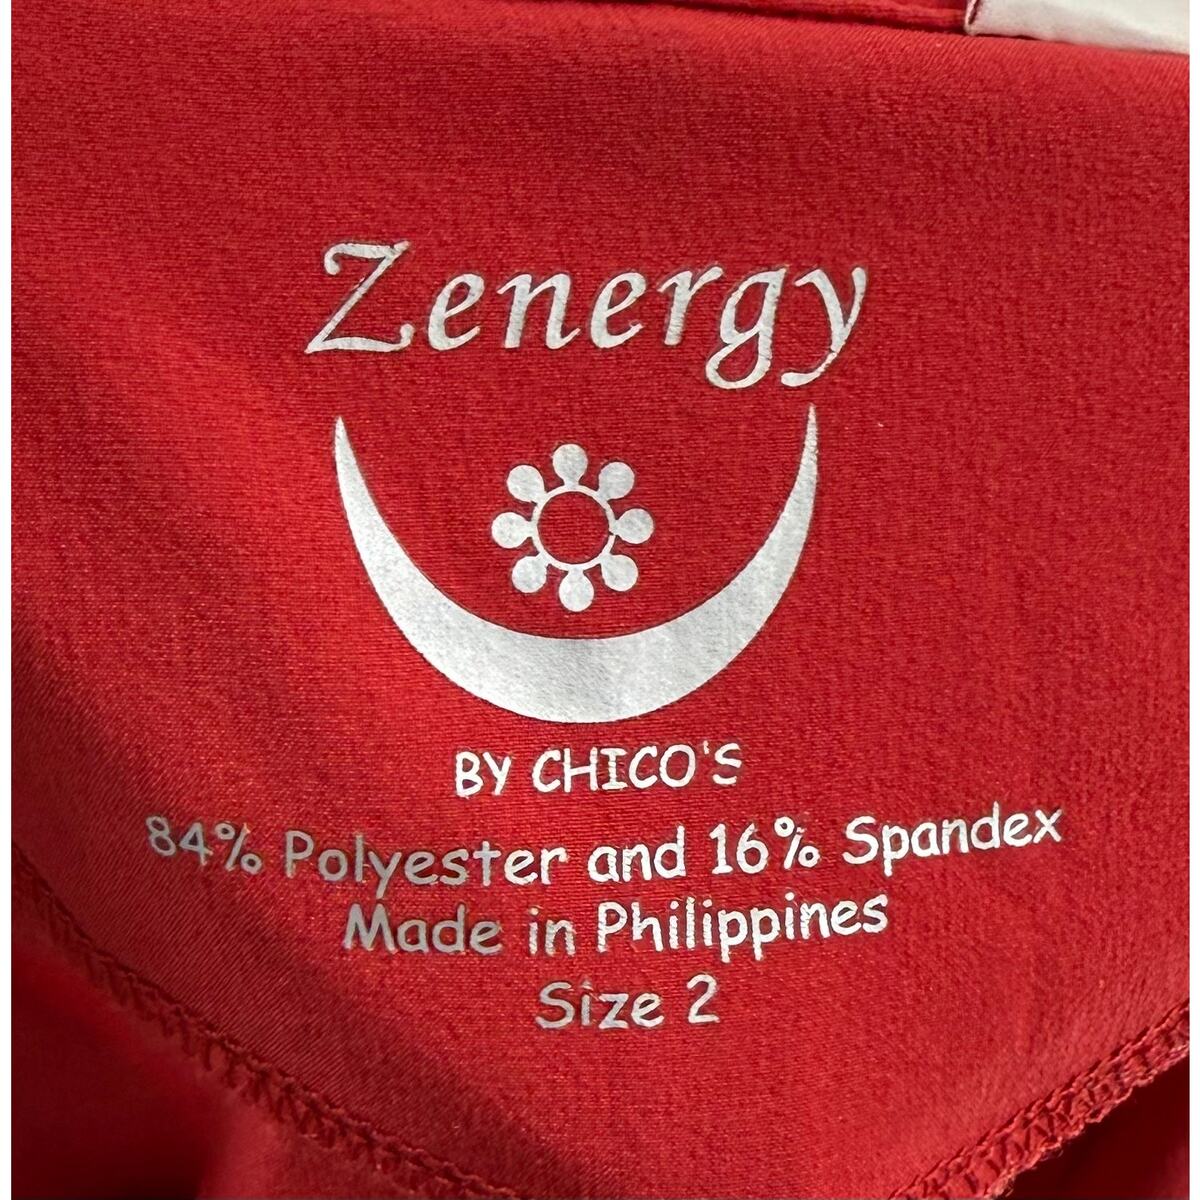 Zenergy
BY CHICO'S
84% Polyester and 16% Spandex
Made in Philippines
Size 2